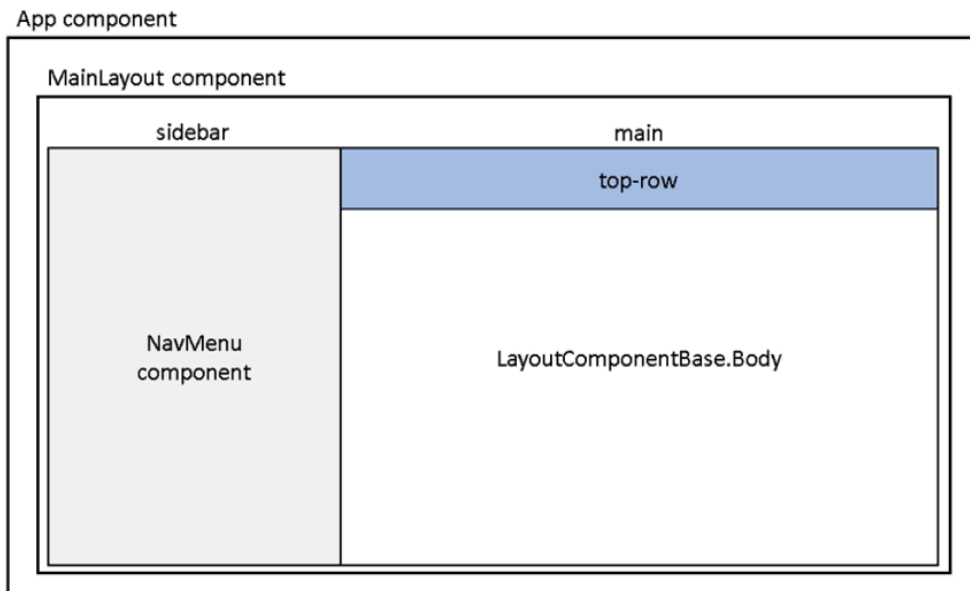 App component
MainLayout component
sidebar
main
top-row
NavMenu
component
LayoutComponentBase.Body